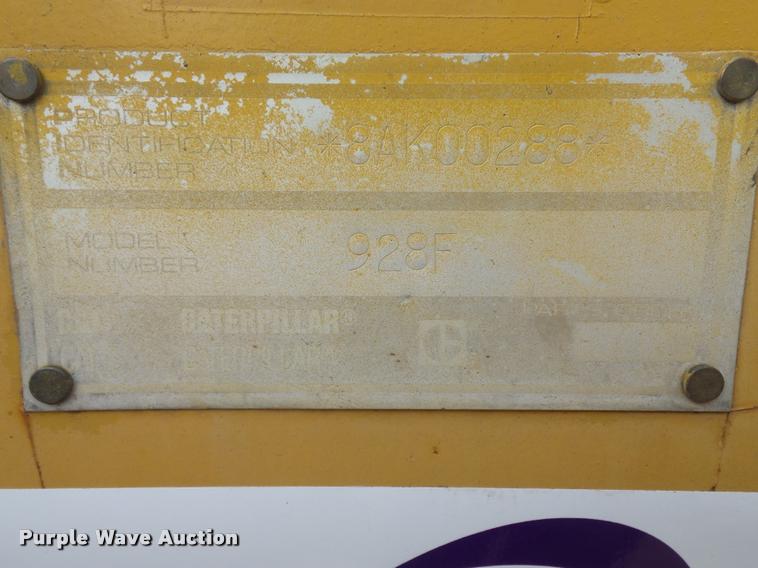 PRODUCT
IDENTIFICATION
NUMBER
*8AK00288*
MODEL
NUMBER
928F
CATERPILLAR®
Purple Wave Auction